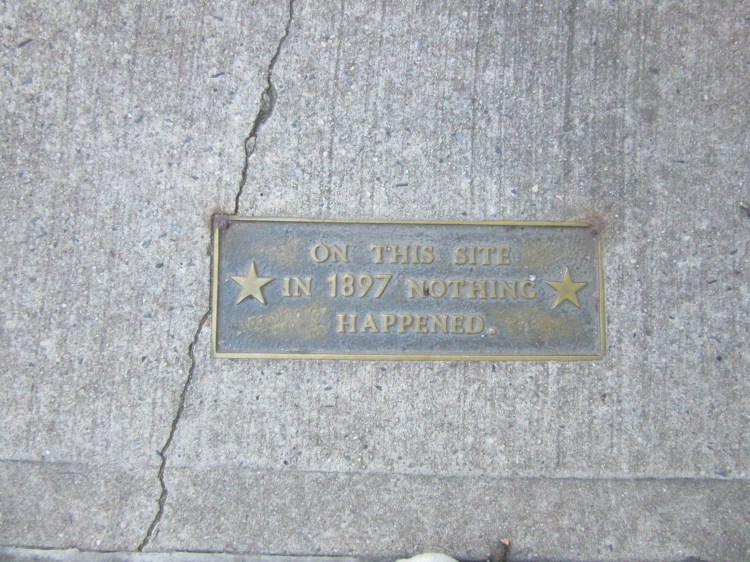 ON THIS SITE
IN 1897 NOTHING
HAPPENED.